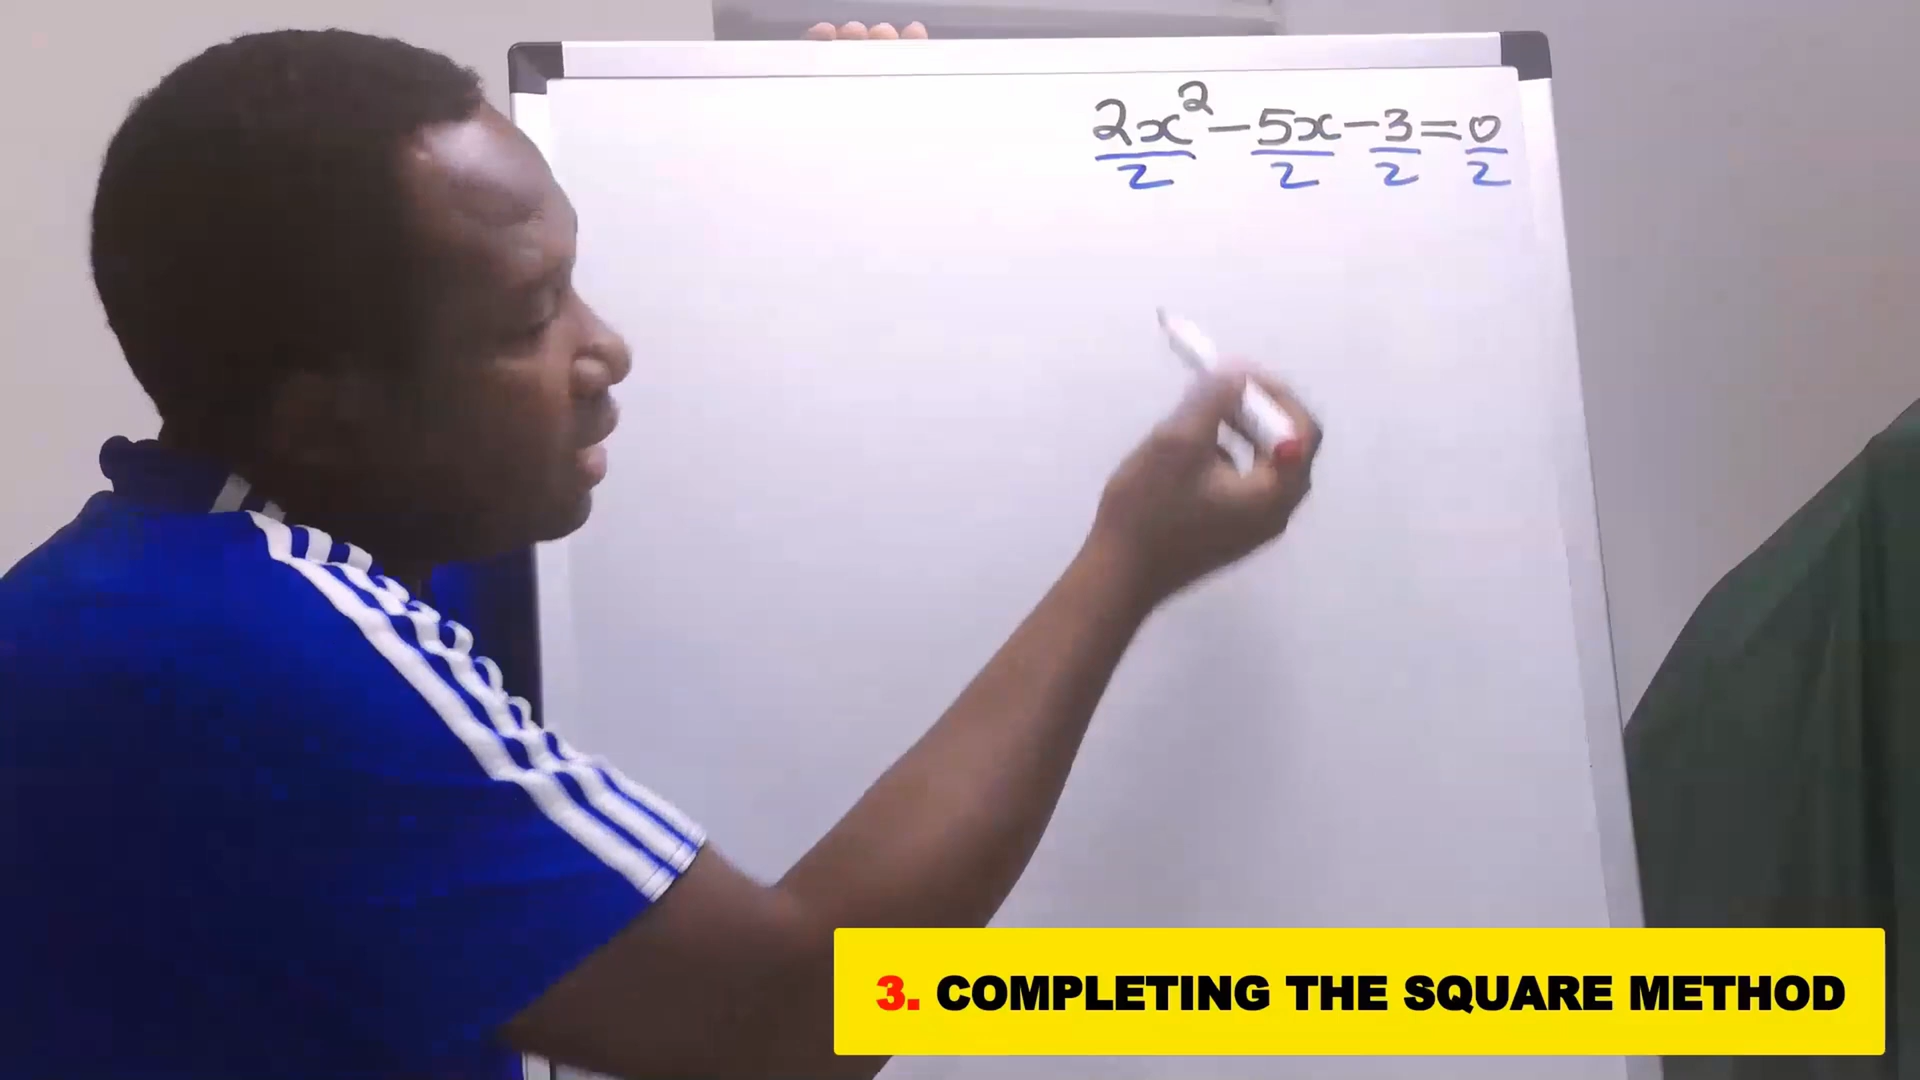 2x² - 5x - 3 = 0
2 2 2 2
3. COMPLETING THE SQUARE METHOD